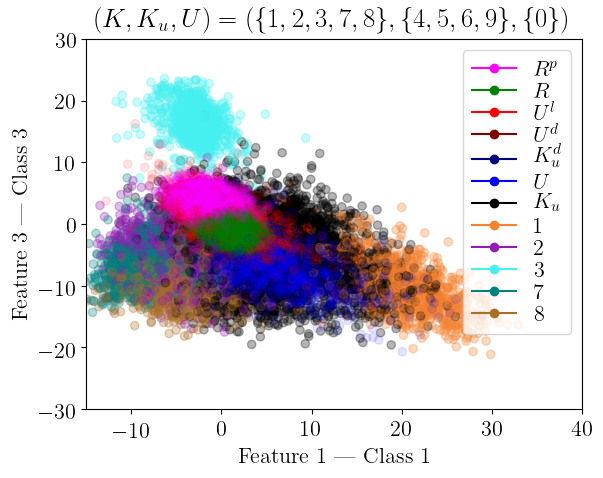 (K, K_u, U) = ({1, 2, 3, 7, 8}, {4, 5, 6, 9}, {0})
30
20
10
0
−10
−20
−30
−10 0 10 20 30 40
Feature 3 — Class 3
Feature 1 — Class 1
R^p
R
U^l
U^d
K_u^d
U
K_u
1
2
3
7
8